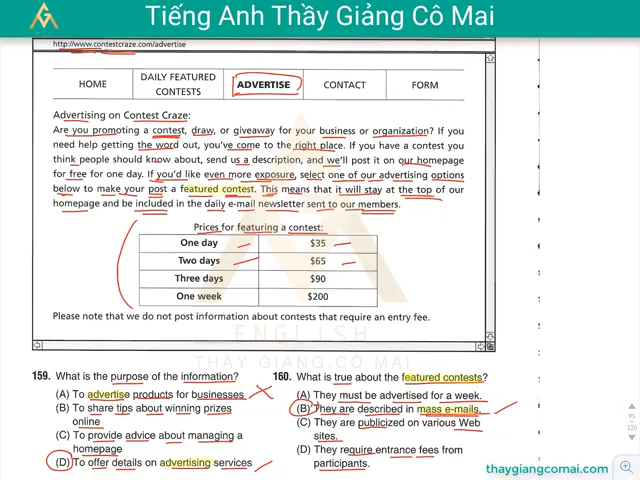 Tiếng Anh Thầy Giảng Cô Mai
http://www.contestcraze.com/advertise
HOME
DAILY FEATURED CONTESTS
ADVERTISE
CONTACT
FORM
Advertising on Contest Craze:
Are you promoting a contest, draw, or giveaway for your business or organization? If you
need help getting the word out, you've come to the right place. If you have a contest you
think people should know about, send us a description, and we'll post it on our homepage
for free for one day. If you'd like even more exposure, select one of our advertising options
below to make your post a featured contest. This means that it will stay at the top of our
homepage and be included in the daily e-mail newsletter sent to our members.
Prices for featuring a contest:
One day $35
Two days $65
Three days $90
One week $200
Please note that we do not post information about contests that require an entry fee.
ENGLISH
THẦY GIẢNG CÔ MAI
159. What is the purpose of the information?
(A) To advertise products for businesses
(B) To share tips about winning prizes
online
(C) To provide advice about managing a
homepage
(D) To offer details on advertising services
160. What is true about the featured contests?
(A) They must be advertised for a week.
(B) They are described in mass e-mails.
(C) They are publicized on various Web
sites.
(D) They require entrance fees from
participants.
95
220
thaygiangcomai.com